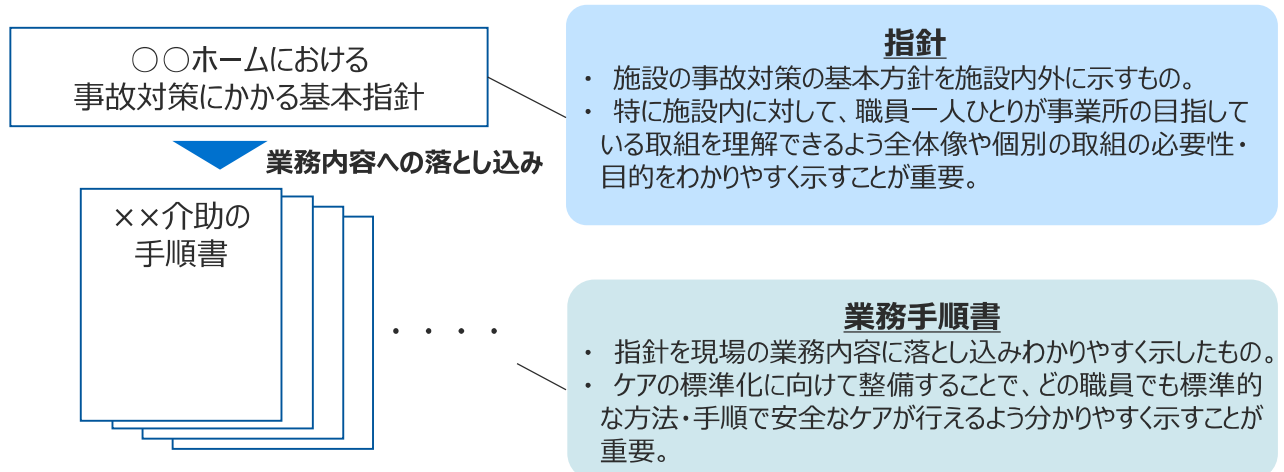 ○○ホームにおける
事故対策にかかる基本指針
業務内容への落とし込み
××介助の
手順書
・・・・
指針
・ 施設の事故対策の基本方針を施設内外に示すもの。
・ 特に施設内に対して、職員一人ひとりが事業所の目指して
いる取組を理解できるよう全体像や個別の取組の必要性・
目的をわかりやすく示すことが重要。
業務手順書
・ 指針を現場の業務内容に落とし込みわかりやすく示したもの。
・ ケアの標準化に向けて整備することで、どの職員でも標準的
な方法・手順で安全なケアが行えるよう分かりやすく示すことが
重要。